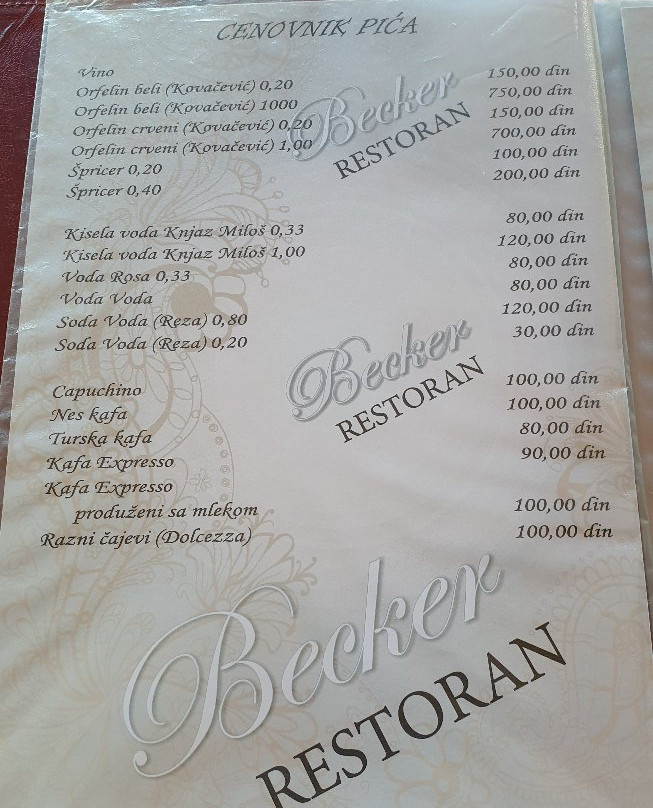 CENOVNIK PIĆA
Vino
Orfelin beli (Kovačević) 0,20 150,00 din
Orfelin beli (Kovačević) 1000 750,00 din
Orfelin crveni (Kovačević) 0,20 150,00 din
Orfelin crveni (Kovačević) 1,00 700,00 din
Špricer 0,20 100,00 din
Špricer 0,40 200,00 din
Becker
RESTORAN
Kisela voda Knjaz Miloš 0,33 80,00 din
Kisela voda Knjaz Miloš 1,00 120,00 din
Voda Rosa 0,33 80,00 din
Voda Voda 80,00 din
Soda Voda (Reza) 0,80 120,00 din
Soda Voda (Reza) 0,20 30,00 din
Becker
RESTORAN
Capuchino 100,00 din
Nes kafa 100,00 din
Turska kafa 80,00 din
Kafa Expresso 90,00 din
Kafa Expresso
produženi sa mlekom 100,00 din
Razni čajevi (Dolcezza) 100,00 din
Becker
RESTORAN